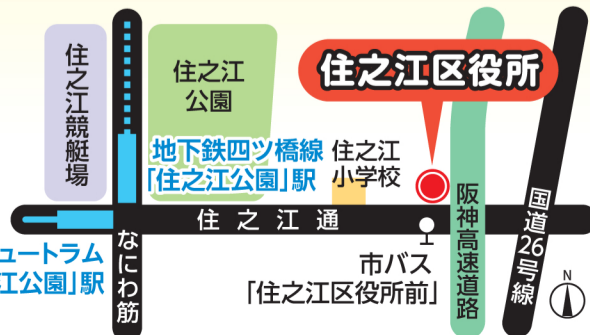 住之江競艇場
住之江
公園
住之江区役所
地下鉄四ツ橋線
「住之江公園」駅
住之江
小学校
住之江通
なにわ筋
ュートラム
江公園」駅
市バス
「住之江区役所前」
阪神高速道路
国道26号線
N